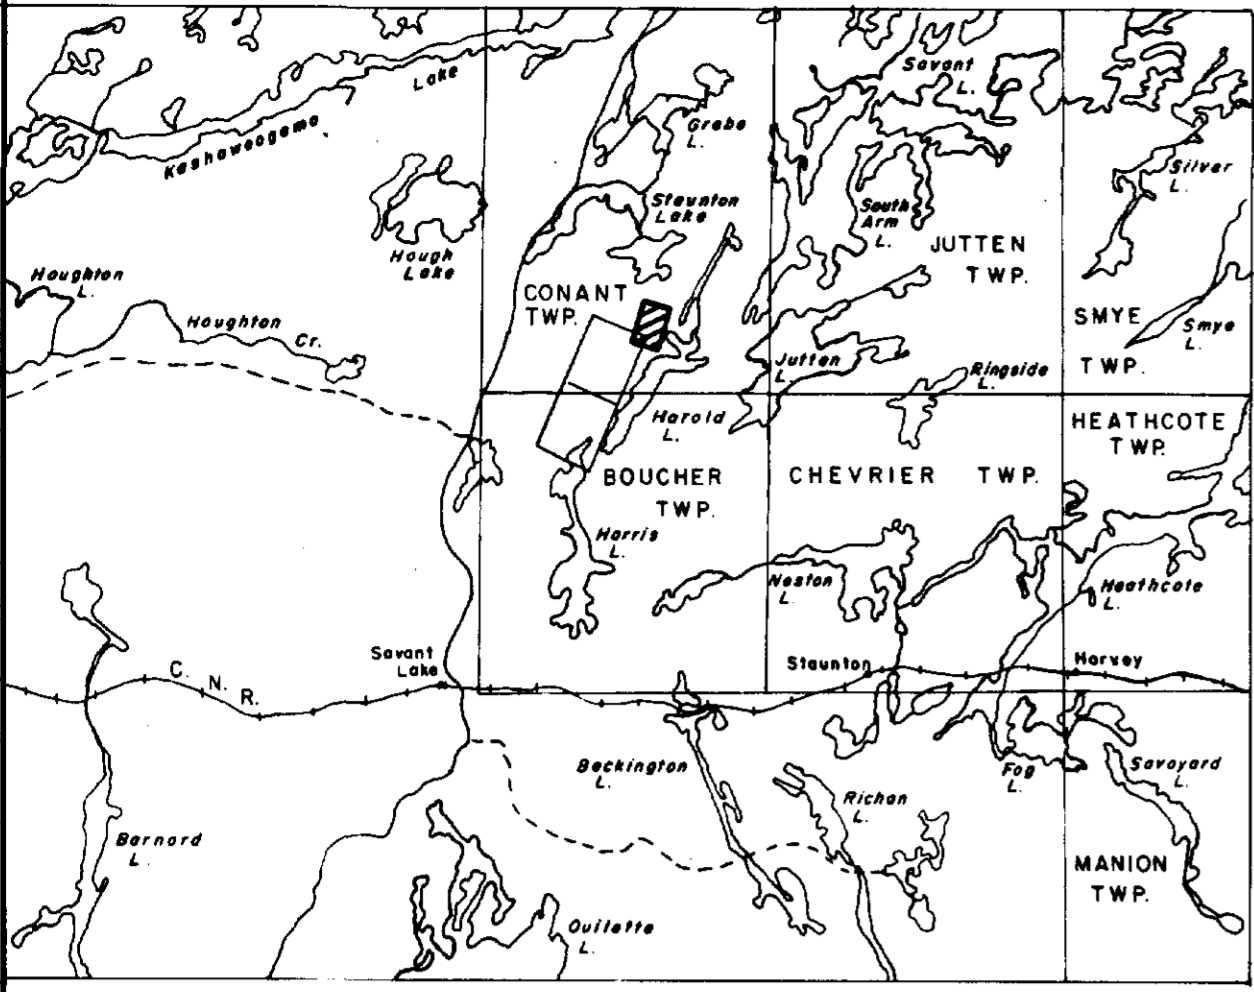 Savant
L.
Lake
Kashaweogama
Grebe
L.
Silver
L.
Staunton
Lake
South
Arm
L.
JUTTEN
TWP.
Hough
Lake
Houghton
L.
CONANT
TWP.
Houghton
Cr.
SMYE
TWP.
Smye
L.
Jutten
L.
Ringside
L.
Harold
L.
HEATHCOTE
TWP.
BOUCHER
TWP.
CHEVRIER TWP.
Harris
L.
Neston
L.
Heathcote
L.
Savant
Lake
Staunton
Harvey
C. N. R.
Beckington
L.
Fog
L.
Savoyard
L.
Richan
L.
Barnard
L.
MANION
TWP.
Ouilette
L.